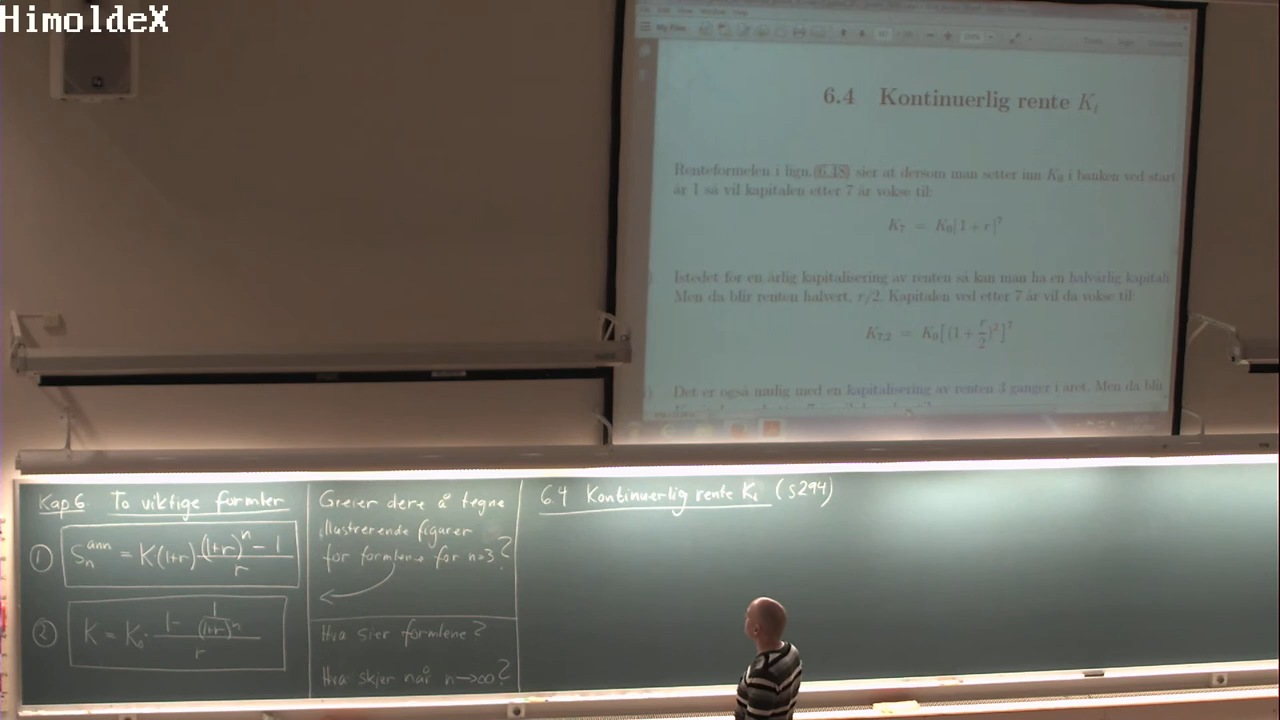 HimoldeX
My Files
6.4 Kontinuerlig rente K_t
Renteformelen i lign.(6.18) sier at dersom man setter inn K_0 i banken ved start
år 1 så vil kapitalen etter 7 år vokse til:
K_7 = K_0[1 + r]^7
Istedet for en årlig kapitalisering av renten så kan man ha en halvårlig kapitali
Men da blir renten halvert, r/2. Kapitalen ved etter 7 år vil da vokse til:
K_{7,2} = K_0[(1 + r/2)^2]^7
Det er også mulig med en kapitalisering av renten 3 ganger i året. Men da blir
Kap 6 To viktige formler
① S_n^{ann} = K(1+r) ((1+r)^n - 1)/r
② K = K_0 · (1 - 1/(1+r)^n)/r
Greier dere å tegne
illustrerende figurer
for formlene for n=3?
Hva sier formlene?
Hva skjer når n→∞?
6.4 Kontinuerlig rente K_t (s294)